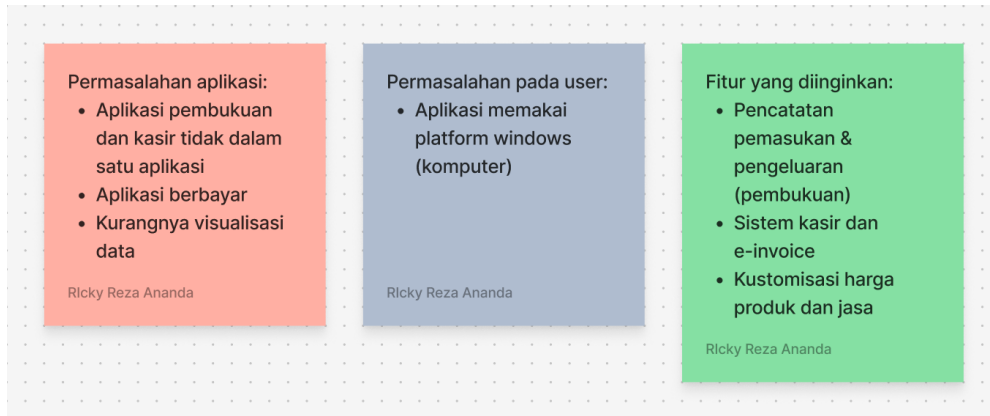 Permasalahan aplikasi:
• Aplikasi pembukuan
dan kasir tidak dalam
satu aplikasi
• Aplikasi berbayar
• Kurangnya visualisasi
data
RIcky Reza Ananda
Permasalahan pada user:
• Aplikasi memakai
platform windows
(komputer)
RIcky Reza Ananda
Fitur yang diinginkan:
• Pencatatan
pemasukan &
pengeluaran
(pembukuan)
• Sistem kasir dan
e-invoice
• Kustomisasi harga
produk dan jasa
RIcky Reza Ananda